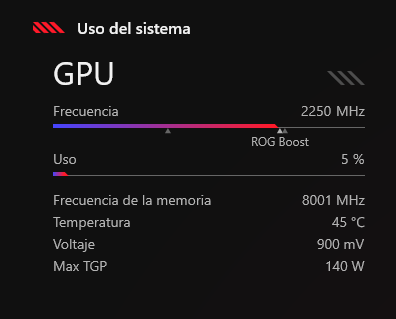 Uso del sistema
GPU
Frecuencia 2250 MHz
ROG Boost
Uso 5 %
Frecuencia de la memoria 8001 MHz
Temperatura 45 °C
Voltaje 900 mV
Max TGP 140 W